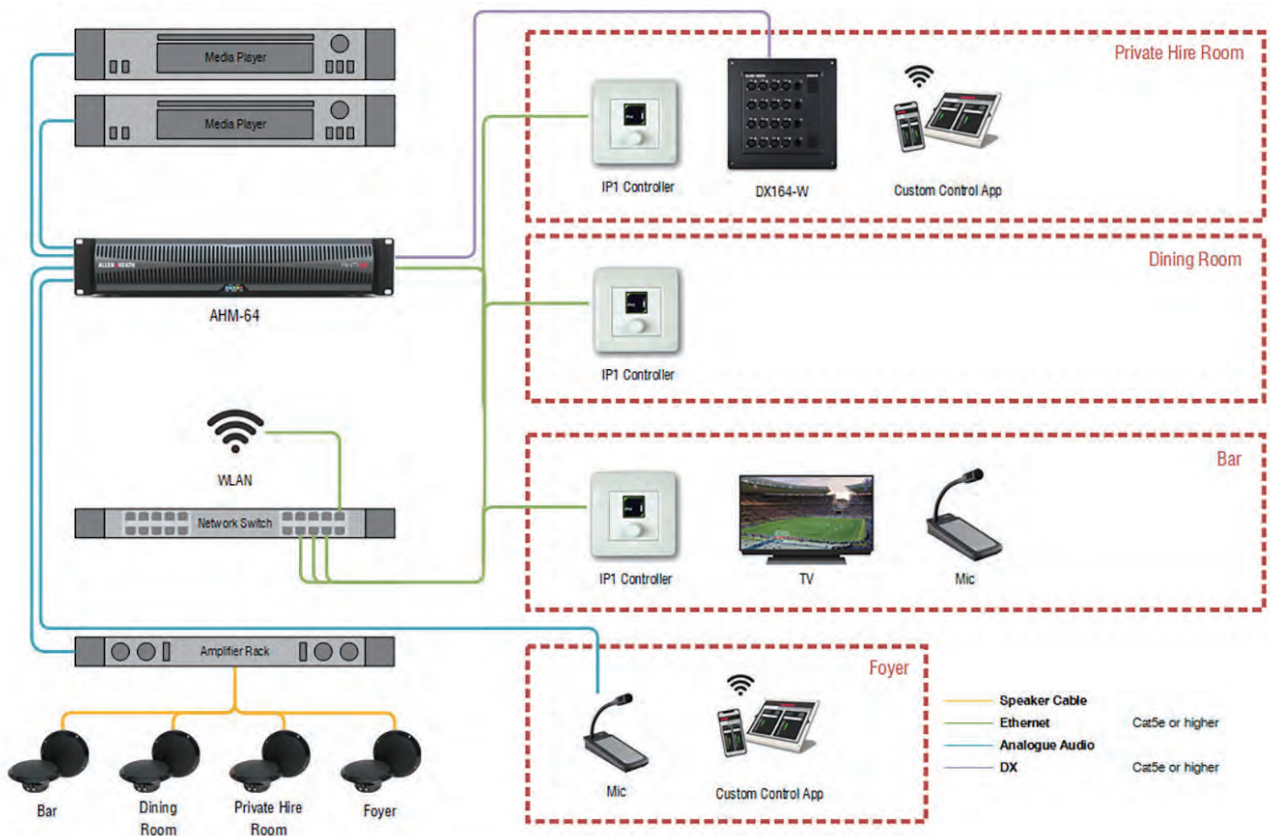 Media Player
Media Player
ALLEN HEATH
AHM-64
WLAN
Network Switch
Amplifier Rack
Bar
Dining
Room
Private Hire
Room
Foyer
Private Hire Room
IP1 Controller
DX164-W
Custom Control App
Dining Room
IP1 Controller
Bar
IP1 Controller
TV
Mic
Foyer
Mic
Custom Control App
Speaker Cable
Ethernet Cat5e or higher
Analogue Audio
DX Cat5e or higher